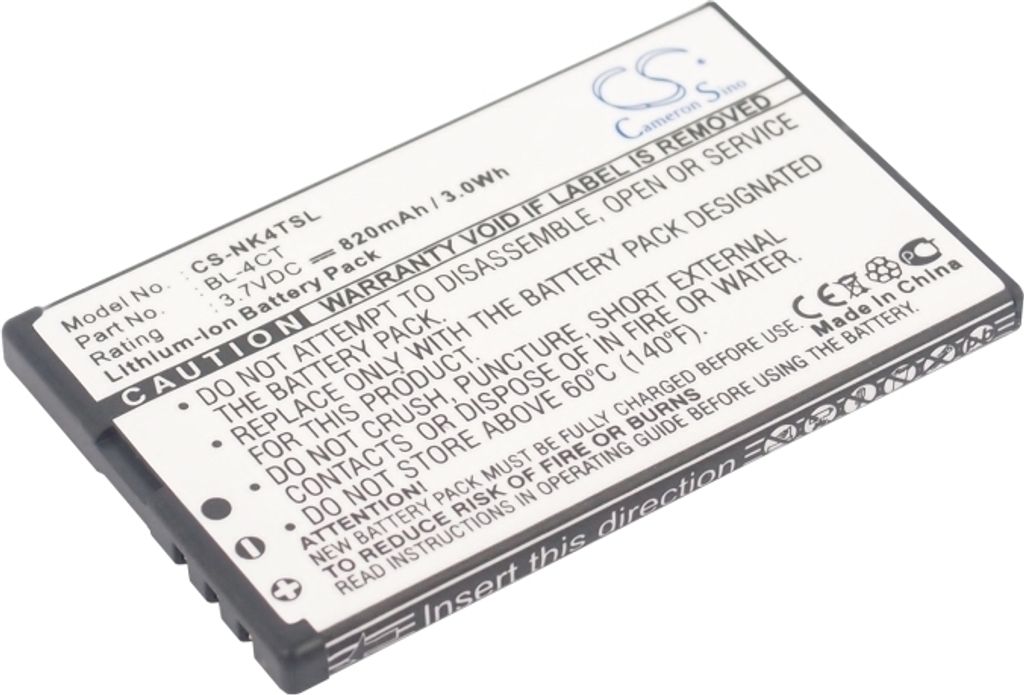 CS
Cameron Sino
Model No. : CS-NK4TSL
Part No. : BL-4CT
Rating : 3.7VDC 820mAh / 3.0Wh
Lithium-Ion Battery Pack
CAUTION WARRANTY VOID IF LABEL IS REMOVED
• DO NOT ATTEMPT TO DISASSEMBLE, OPEN OR SERVICE
THE BATTERY PACK.
• REPLACE ONLY WITH THE BATTERY PACK DESIGNATED
FOR THIS PRODUCT.
• DO NOT CRUSH, PUNCTURE, SHORT EXTERNAL
CONTACTS OR DISPOSE OF IN FIRE OR WATER.
• DO NOT EXPOSE ABOVE 60°C (140°F).
ATTENTION!
NEW BATTERY PACK MUST BE FULLY CHARGED BEFORE USE.
TO REDUCE RISK OF FIRE OR BURNS
READ INSTRUCTIONS IN OPERATING GUIDE BEFORE USING THE BATTERY.
CE PC
Made in China
Insert this direction